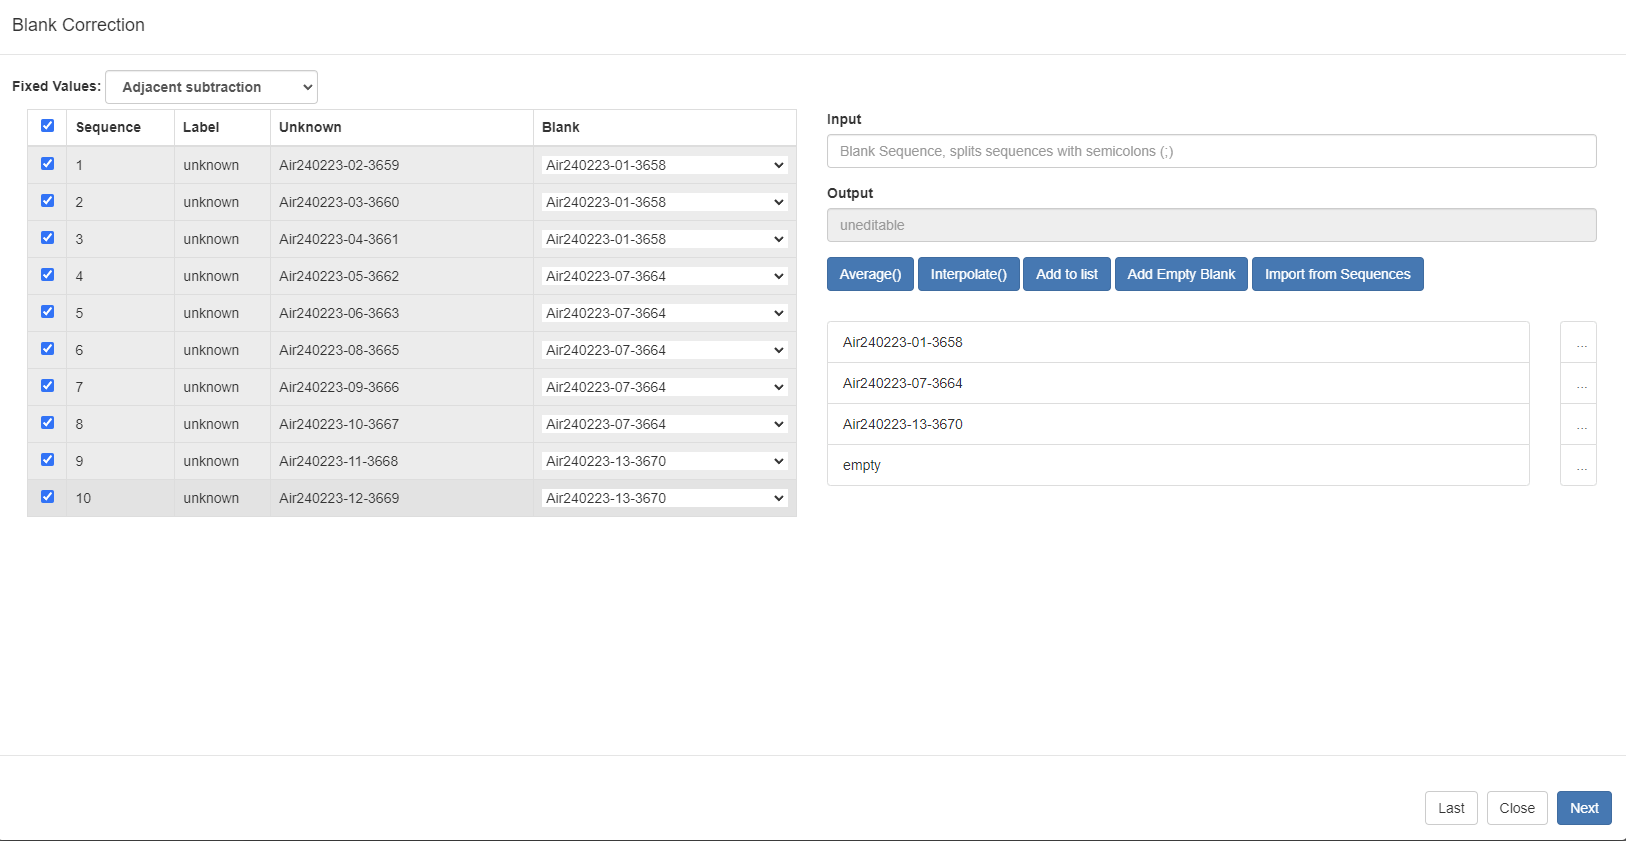 Blank Correction
Fixed Values: Adjacent subtraction
Sequence Label Unknown Blank
1 unknown Air240223-02-3659 Air240223-01-3658
2 unknown Air240223-03-3660 Air240223-01-3658
3 unknown Air240223-04-3661 Air240223-01-3658
4 unknown Air240223-05-3662 Air240223-07-3664
5 unknown Air240223-06-3663 Air240223-07-3664
6 unknown Air240223-08-3665 Air240223-07-3664
7 unknown Air240223-09-3666 Air240223-07-3664
8 unknown Air240223-10-3667 Air240223-07-3664
9 unknown Air240223-11-3668 Air240223-13-3670
10 unknown Air240223-12-3669 Air240223-13-3670
Input
Blank Sequence, splits sequences with semicolons (;)
Output
uneditable
Average() Interpolate() Add to list Add Empty Blank Import from Sequences
Air240223-01-3658 ...
Air240223-07-3664 ...
Air240223-13-3670 ...
empty ...
Last Close Next